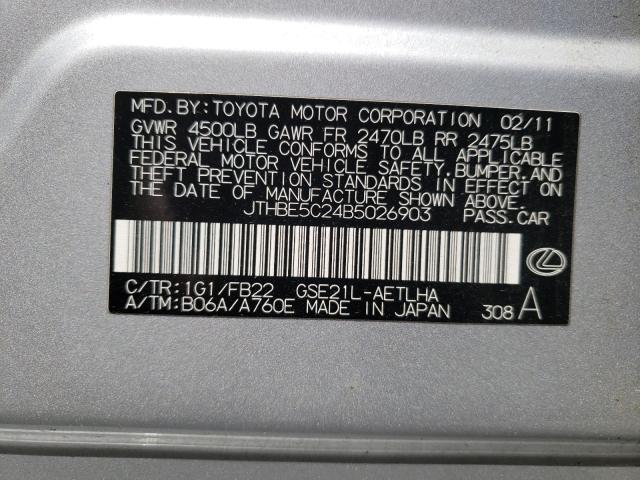 MFD. BY: TOYOTA MOTOR CORPORATION 02/11
GVWR 4500LB GAWR FR 2470LB RR 2475LB
THIS VEHICLE CONFORMS TO ALL APPLICABLE
FEDERAL MOTOR VEHICLE SAFETY, BUMPER, AND
THEFT PREVENTION STANDARDS IN EFFECT ON
THE DATE OF MANUFACTURE SHOWN ABOVE.
JTHBE5C24B5026903 PASS.CAR
C/TR: 1G1/FB22 GSE21L-AETLHA
A/TM: B06A/A760E MADE IN JAPAN 308 A